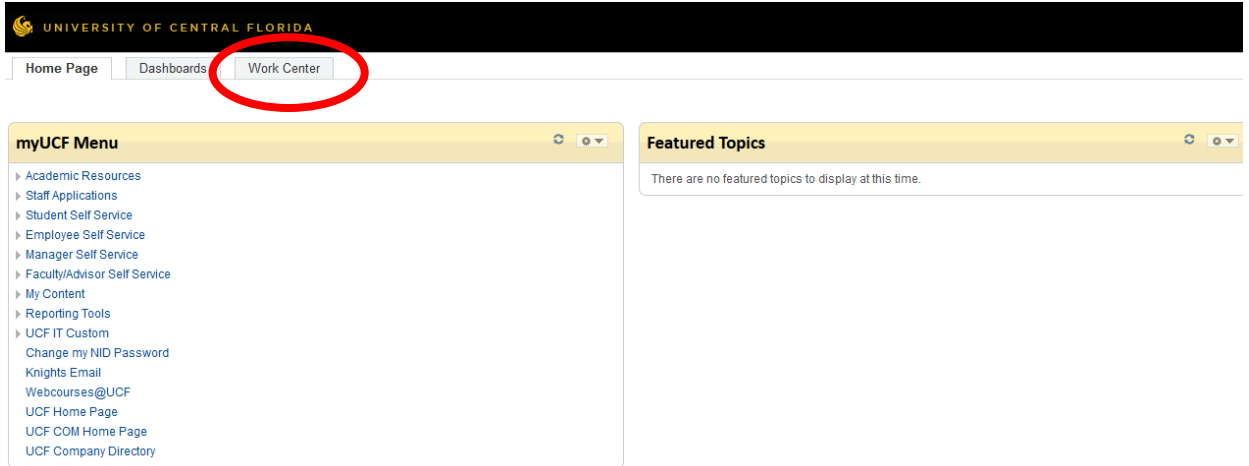 UNIVERSITY OF CENTRAL FLORIDA
Home Page Dashboards Work Center
myUCF Menu
Academic Resources
Staff Applications
Student Self Service
Employee Self Service
Manager Self Service
Faculty/Advisor Self Service
My Content
Reporting Tools
UCF IT Custom
Change my NID Password
Knights Email
Webcourses@UCF
UCF Home Page
UCF COM Home Page
UCF Company Directory
Featured Topics
There are no featured topics to display at this time.